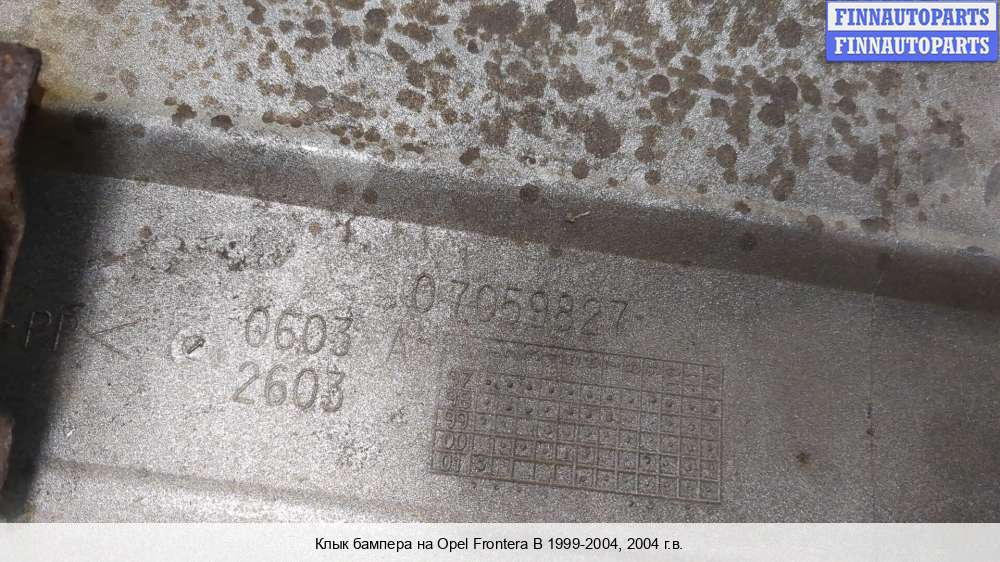 FINNAUTOPARTS
FINNAUTOPARTS
07059827
PP<
0603 A
2603
97
98
99
00
01
Клык бампера на Opel Frontera B 1999-2004, 2004 г.в.